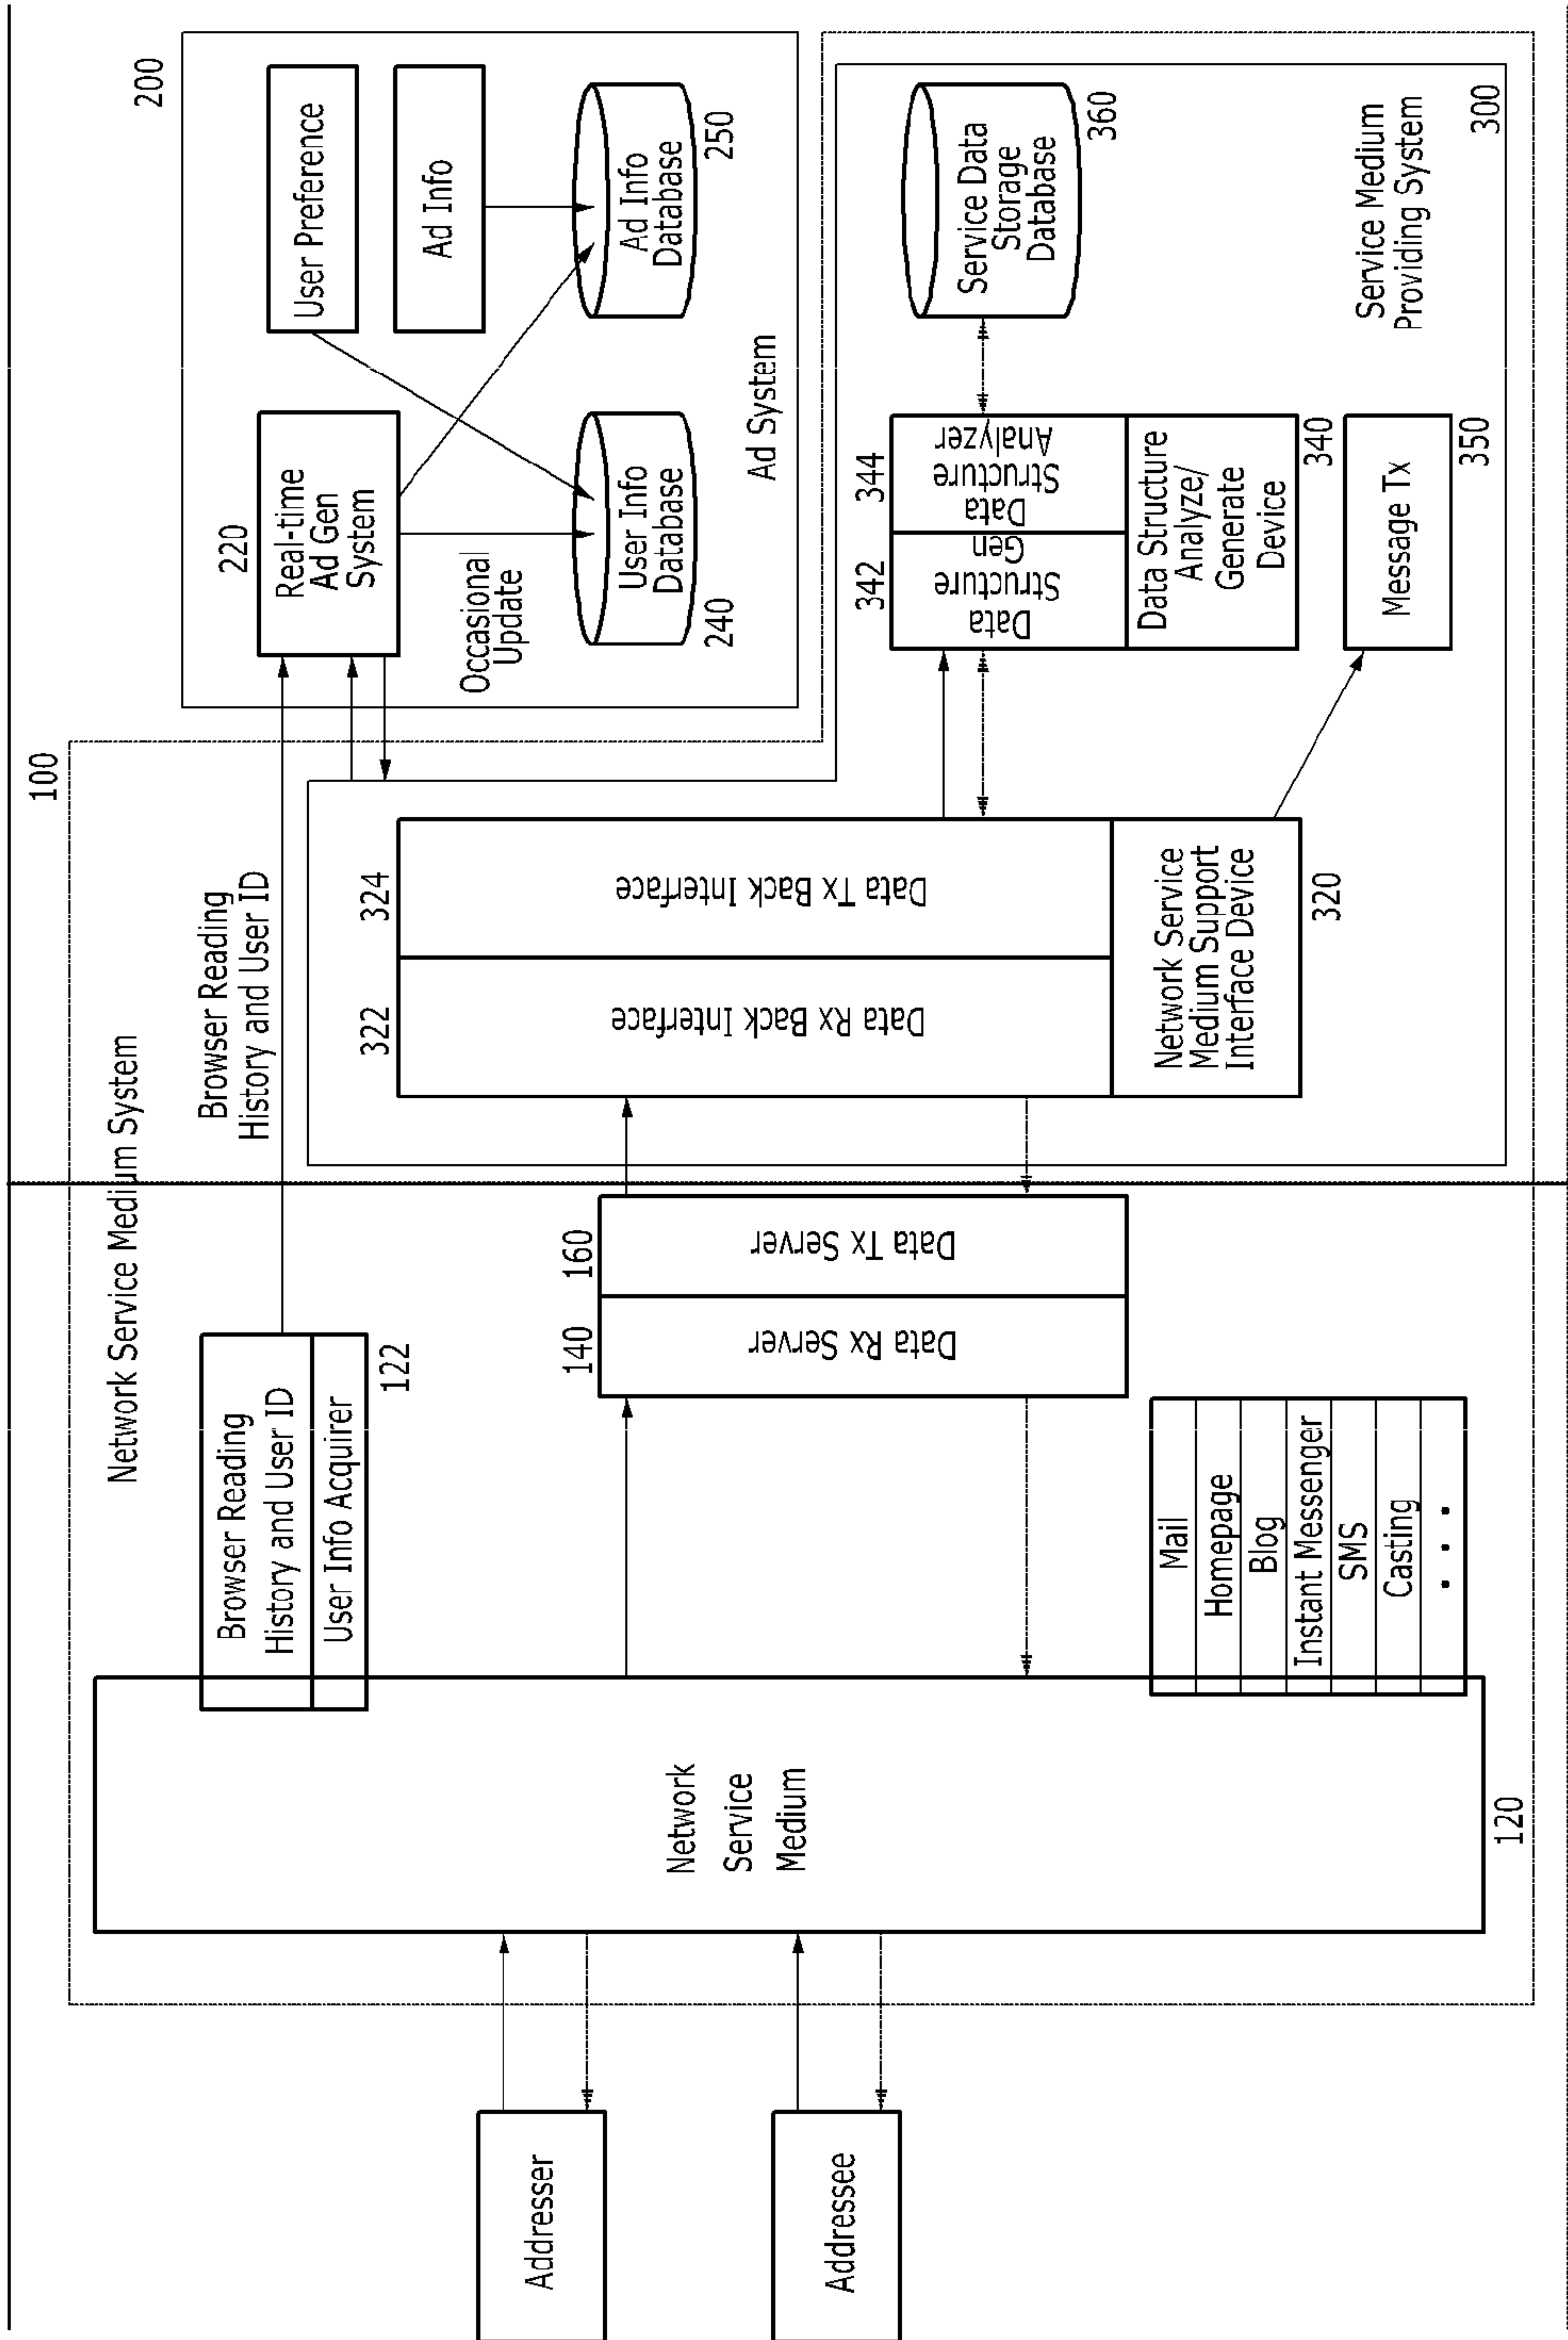 100
Network Service Medium System
Addresser
Addressee
Network
Service
Medium
120
Browser Reading
History and User ID
User Info Acquirer
122
Mail
Homepage
Blog
Instant Messenger
SMS
Casting
. . .
140
160
Data Rx Server
Data Tx Server
Browser Reading
History and User ID
200
220
Real-time
Ad Gen
System
User Preference
Ad Info
Occasional
Update
User Info
Database
240
Ad Info
Database
250
Ad System
322
324
Data Rx Back Interface
Data Tx Back Interface
Network Service
Medium Support
Interface Device
320
342
344
Data
Structure
Gen
Data
Structure
Analyzer
Data Structure
Analyze/
Generate
Device
340
Message Tx
350
Service Data
Storage
Database
360
Service Medium
Providing System
300